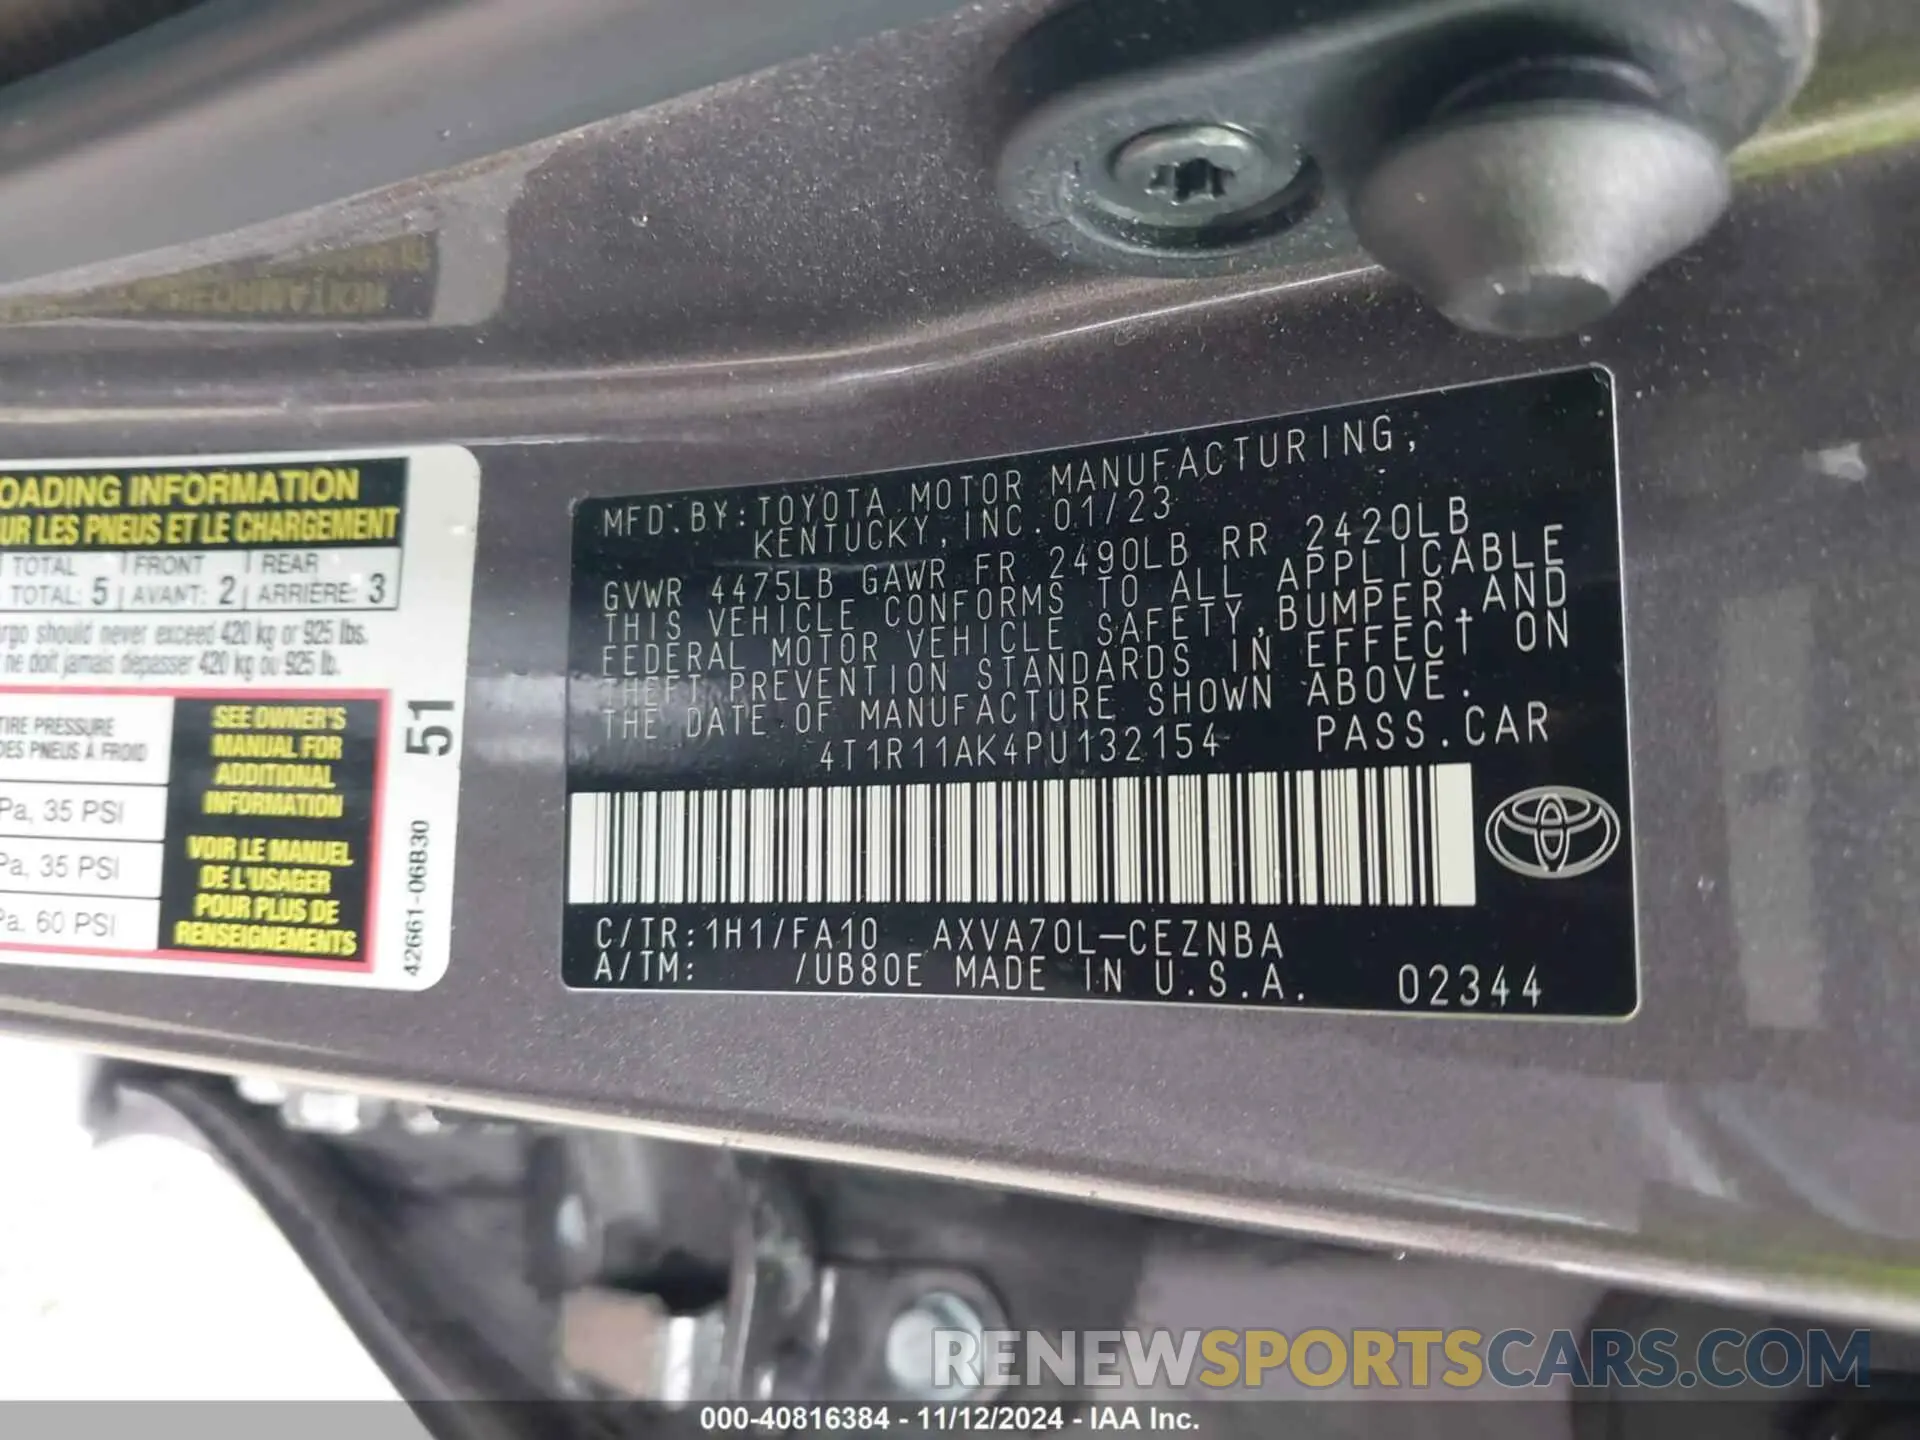 OADING INFORMATION
UR LES PNEUS ET LE CHARGEMENT
TOTAL FRONT REAR
TOTAL: 5 AVANT: 2 ARRIÈRE: 3
rgo should never exceed 420 kg or 925 lbs.
ne doit jamais dépasser 420 kg ou 925 lb.
TIRE PRESSURE
DES PNEUS À FROID
Pa, 35 PSI
Pa, 35 PSI
Pa, 60 PSI
SEE OWNER'S
MANUAL FOR
ADDITIONAL
INFORMATION
VOIR LE MANUEL
DE L'USAGER
POUR PLUS DE
RENSEIGNEMENTS
51
42661-06B30
MFD. BY: TOYOTA MOTOR MANUFACTURING,
KENTUCKY, INC. 01/23
GVWR 4475LB GAWR FR 2490LB RR 2420LB
THIS VEHICLE CONFORMS TO ALL APPLICABLE
FEDERAL MOTOR VEHICLE SAFETY, BUMPER, AND
THEFT PREVENTION STANDARDS IN EFFECT ON
THE DATE OF MANUFACTURE SHOWN ABOVE.
4T1R11AK4PU132154 PASS. CAR
C/TR: 1H1/FA10 AXVA70L-CEZNBA
A/TM: /UB80E MADE IN U.S.A. 02344
RENEWSPORTSCARS.COM
000-40816384 - 11/12/2024 - IAA Inc.